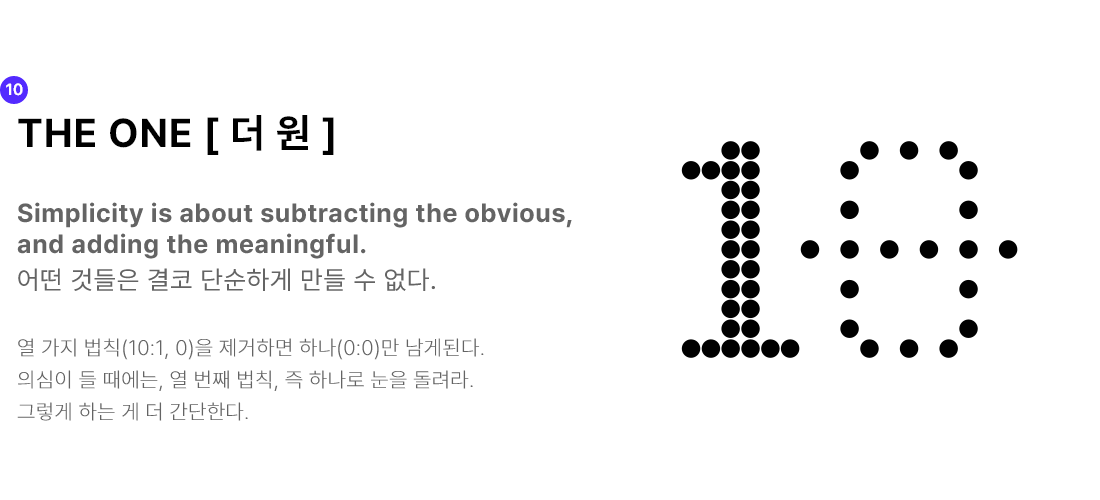 10
THE ONE [ 더 원 ]
Simplicity is about subtracting the obvious,
and adding the meaningful.
어떤 것들은 결코 단순하게 만들 수 없다.
열 가지 법칙(10:1, 0)을 제거하면 하나(0:0)만 남게된다.
의심이 들 때에는, 열 번째 법칙, 즉 하나로 눈을 돌려라.
그렇게 하는 게 더 간단한다.
10